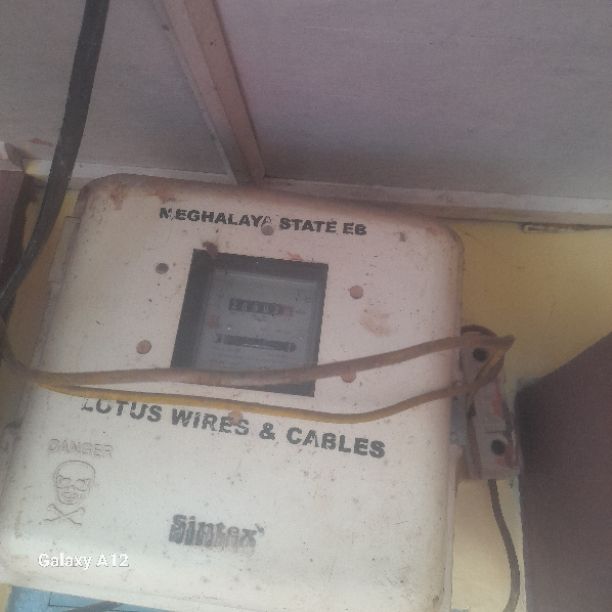 MEGHALAYA STATE EB
LOTUS WIRES & CABLES
DANGER
Sintex
Galaxy A12